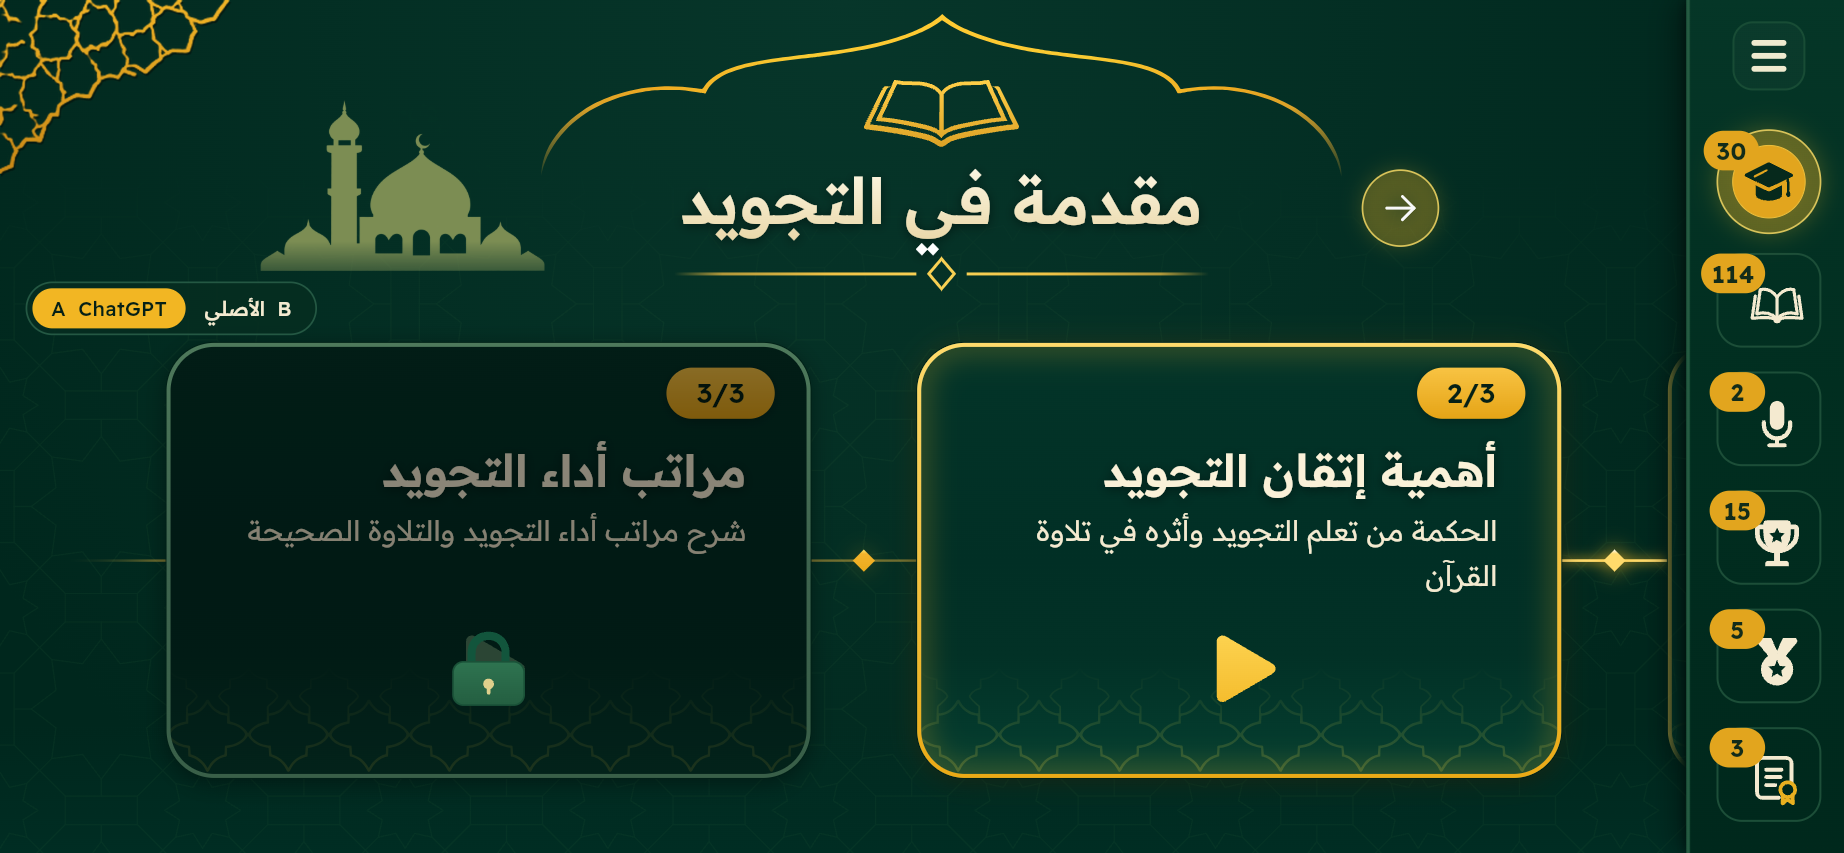 مقدمة في التجويد
30
114
2
15
5
3
A ChatGPT
B الأصلي
2/3
أهمية إتقان التجويد
الحكمة من تعلم التجويد وأثره في تلاوة
القرآن
3/3
مراتب أداء التجويد
شرح مراتب أداء التجويد والتلاوة الصحيحة